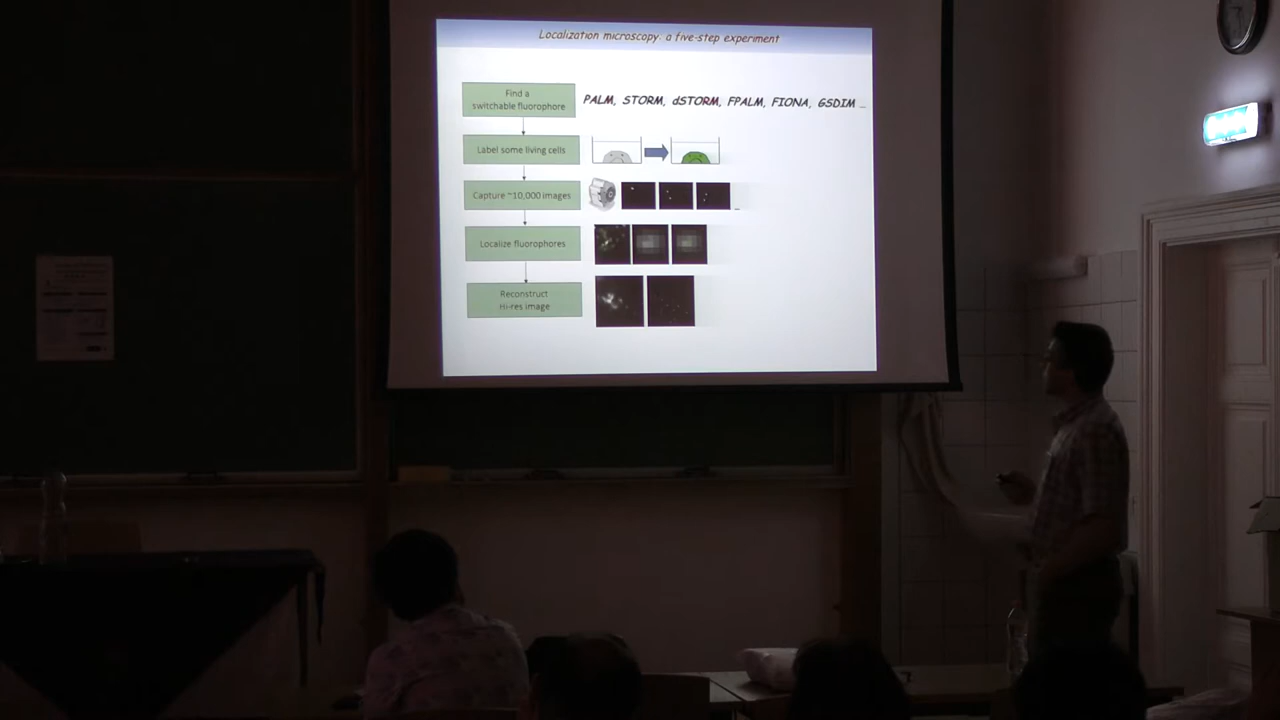 Localization microscopy: a five-step experiment
Find a
switchable fluorophore
PALM, STORM, dSTORM, FPALM, FIONA, GSDIM ...
Label some living cells
Capture ~10,000 images
Localize fluorophores
Reconstruct
Hi-res image